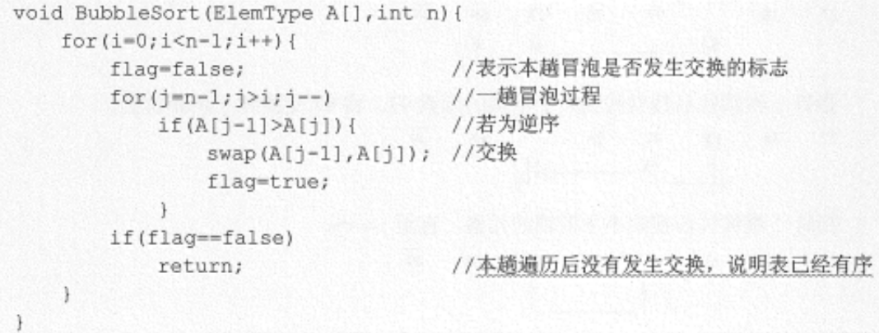 void BubbleSort(ElemType A[],int n){
    for(i=0;i<n-1;i++){
        flag=false;                  //表示本趟冒泡是否发生交换的标志
        for(j=n-1;j>i;j--)           //一趟冒泡过程
            if(A[j-1]>A[j]){         //若为逆序
                swap(A[j-1],A[j]);   //交换
                flag=true;
            }
        if(flag==false)
            return;                  //本趟遍历后没有发生交换，说明表已经有序
    }
}